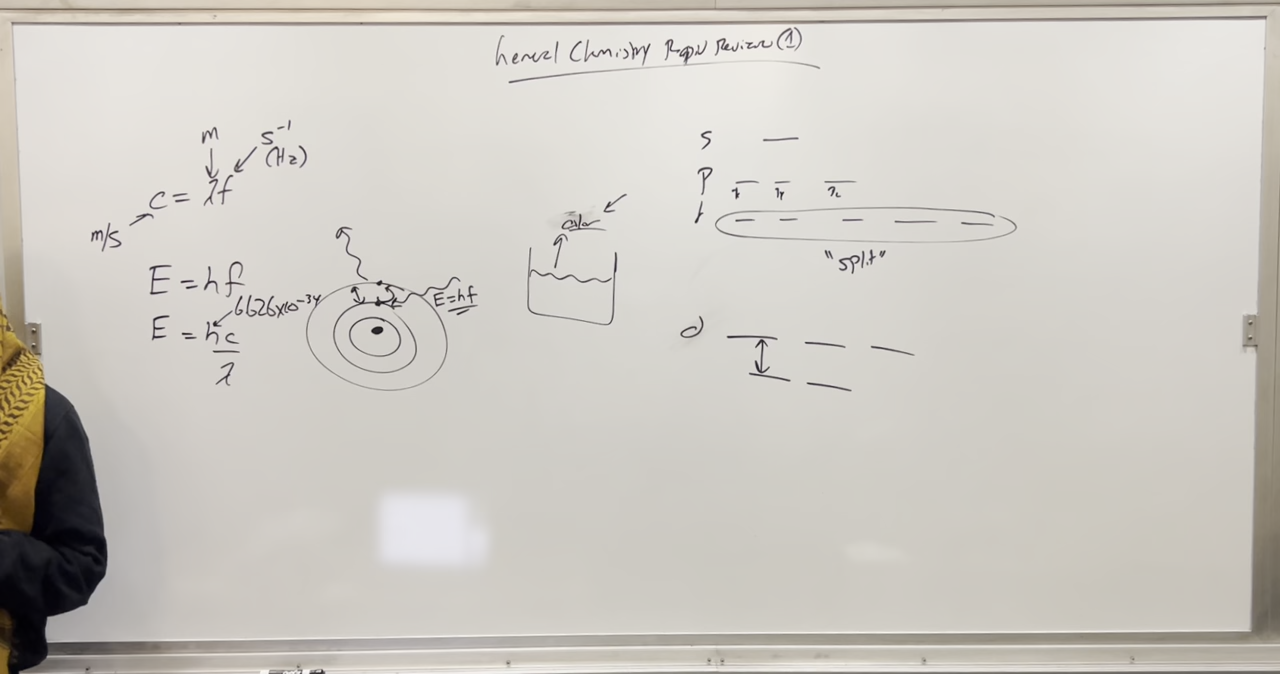 General Chemistry Rapid Review (1)
m
s⁻¹
(Hz)
c = λf
m/s
E = hf
6.626x10⁻³⁴
E = hc
λ
E=hf
color
s
p
"split"
d